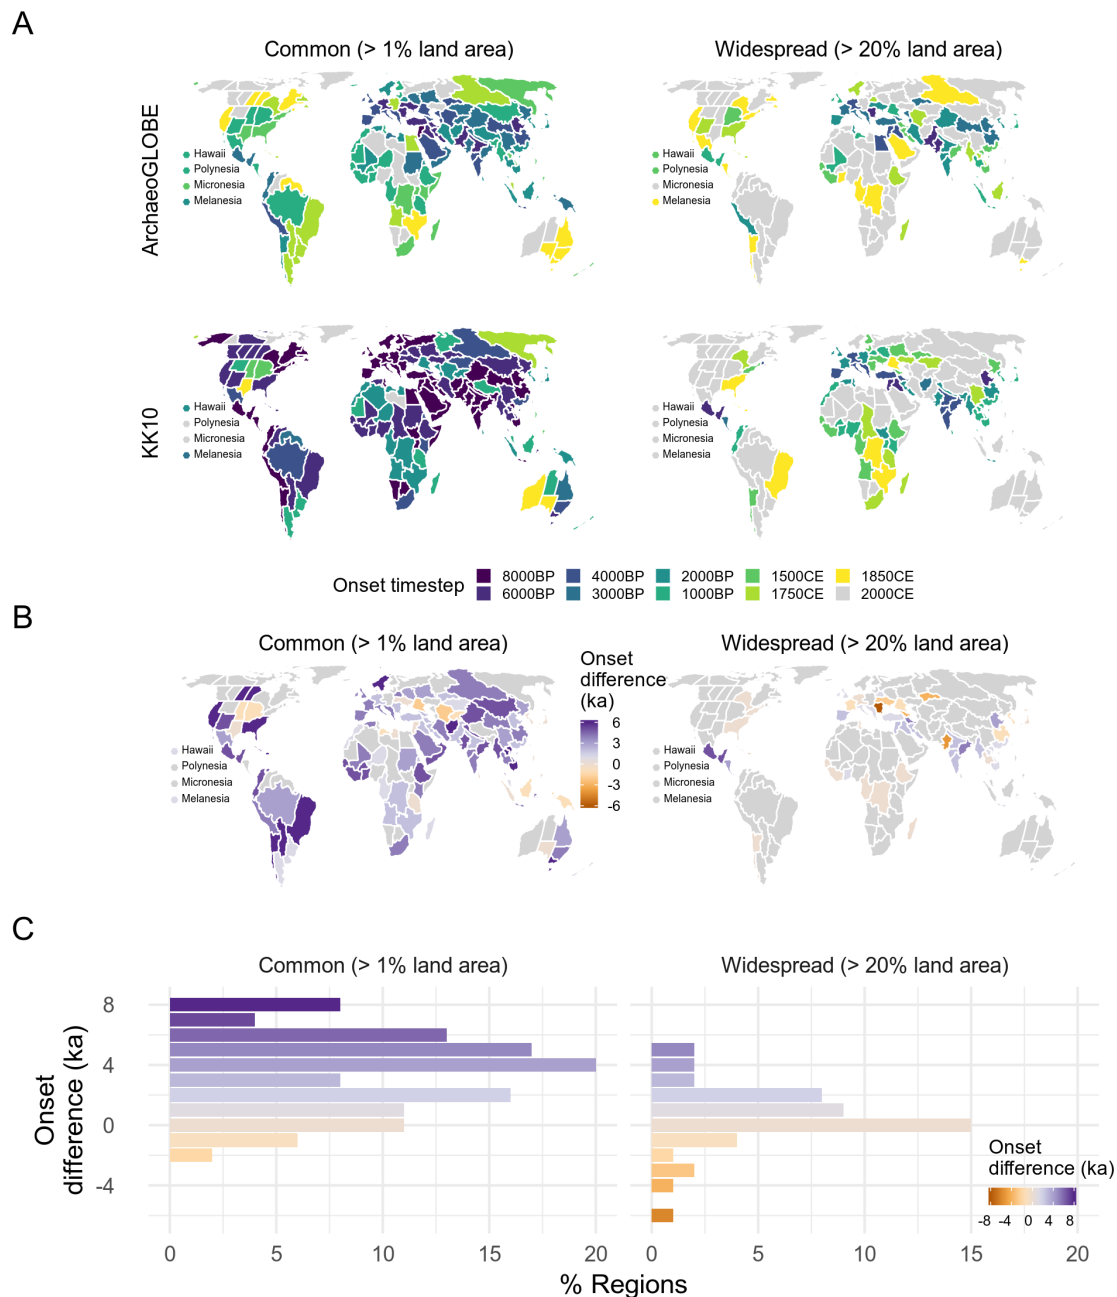 A
Common (> 1% land area)
Widespread (> 20% land area)
ArchaeoGLOBE
Hawaii
Polynesia
Micronesia
Melanesia
Hawaii
Polynesia
Micronesia
Melanesia
KK10
Hawaii
Polynesia
Micronesia
Melanesia
Hawaii
Polynesia
Micronesia
Melanesia
Onset timestep
8000BP 4000BP 2000BP 1500CE 1850CE
6000BP 3000BP 1000BP 1750CE 2000CE
B
Common (> 1% land area)
Widespread (> 20% land area)
Onset
difference
(ka)
6
3
0
-3
-6
Hawaii
Polynesia
Micronesia
Melanesia
Hawaii
Polynesia
Micronesia
Melanesia
C
Common (> 1% land area)
Widespread (> 20% land area)
Onset
difference (ka)
8
4
0
-4
Onset
difference (ka)
-8 -4 0 4 8
0 5 10 15 20
0 5 10 15 20
% Regions